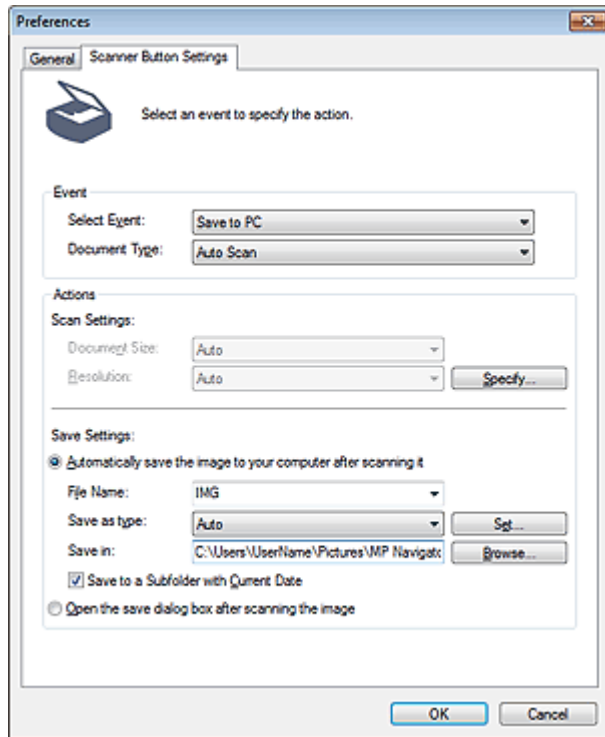 Preferences
General Scanner Button Settings
Select an event to specify the action.
Event
Select Event: Save to PC
Document Type: Auto Scan
Actions
Scan Settings:
Document Size: Auto
Resolution: Auto Specify...
Save Settings:
Automatically save the image to your computer after scanning it
File Name: IMG
Save as type: Auto Set...
Save in: C:\Users\UserName\Pictures\MP Navigato Browse...
Save to a Subfolder with Current Date
Open the save dialog box after scanning the image
OK Cancel